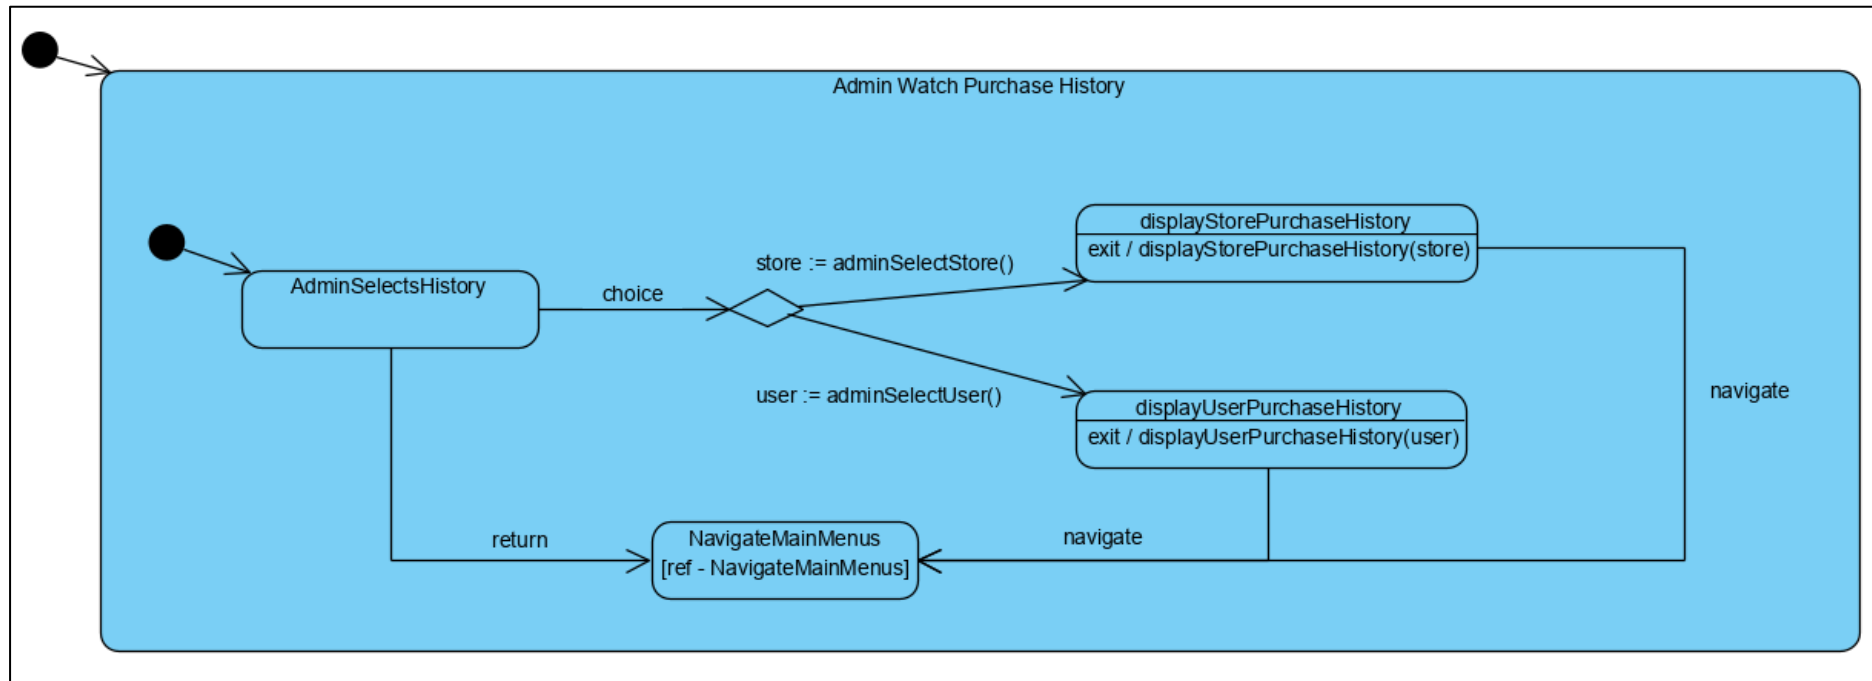 Admin Watch Purchase History
displayStorePurchaseHistory
exit / displayStorePurchaseHistory(store)
store := adminSelectStore()
AdminSelectsHistory
choice
user := adminSelectUser()
displayUserPurchaseHistory
exit / displayUserPurchaseHistory(user)
navigate
return
NavigateMainMenus
[ref - NavigateMainMenus]
navigate